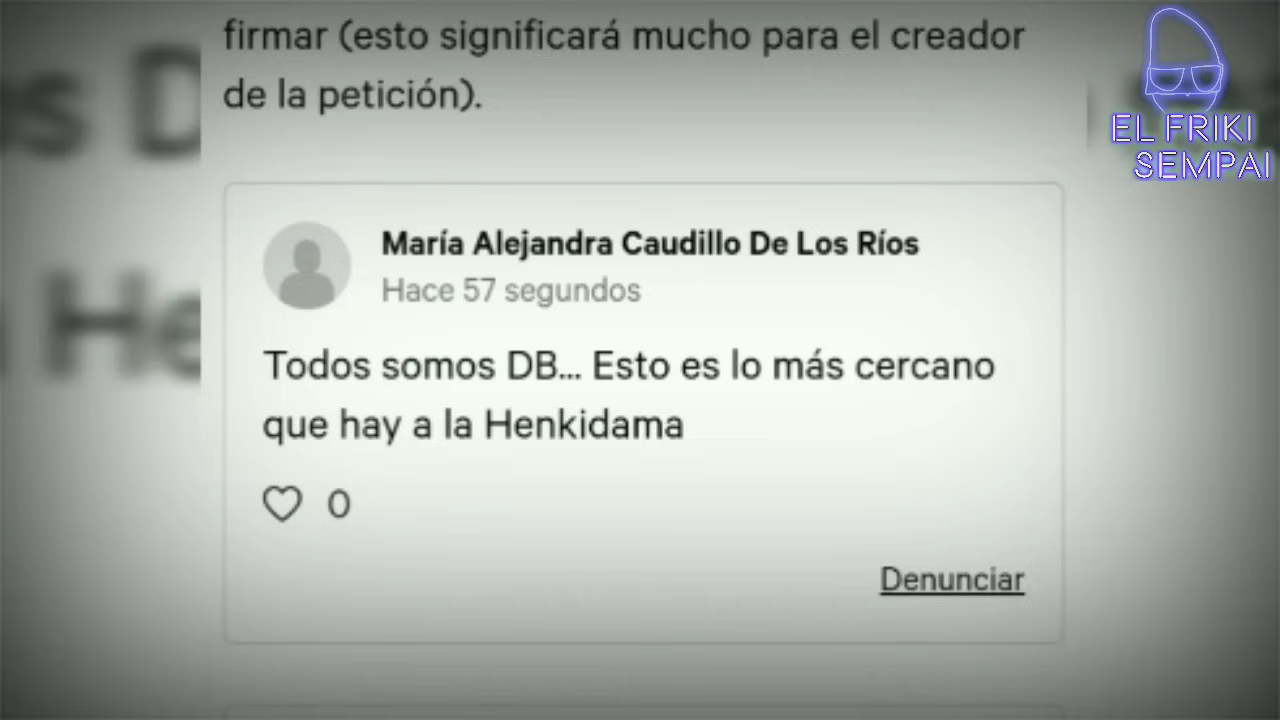 firmar (esto significará mucho para el creador
de la petición).
EL FRIKI
SEMPAI
María Alejandra Caudillo De Los Ríos
Hace 57 segundos
Todos somos DB... Esto es lo más cercano
que hay a la Henkidama
0
Denunciar